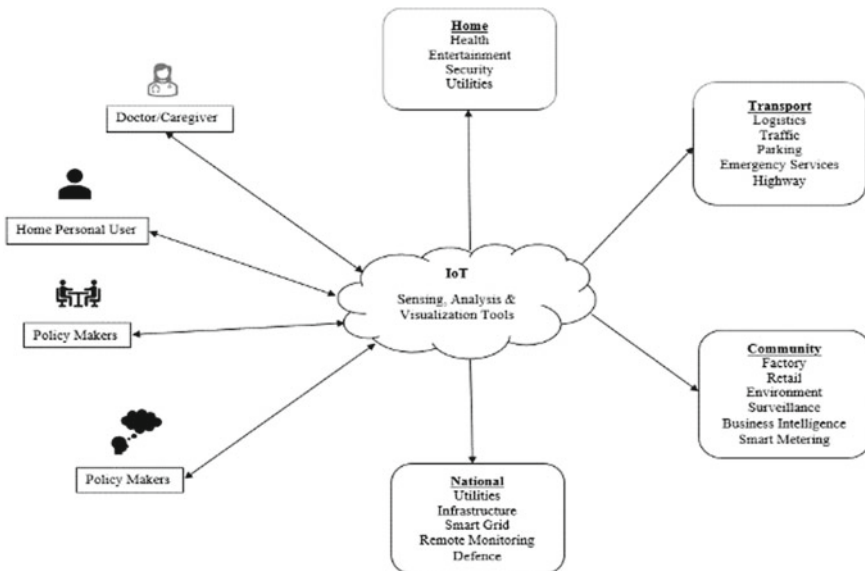 Home
Health
Entertainment
Security
Utilities
Doctor/Caregiver
Transport
Logistics
Traffic
Parking
Emergency Services
Highway
Home Personal User
IoT
Sensing, Analysis &
Visualization Tools
Policy Makers
Community
Factory
Retail
Environment
Surveillance
Business Intelligence
Smart Metering
Policy Makers
National
Utilities
Infrastructure
Smart Grid
Remote Monitoring
Defence